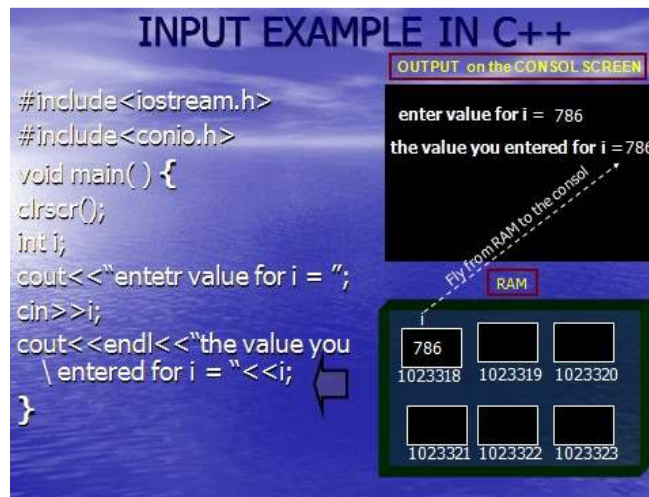 INPUT EXAMPLE IN C++
OUTPUT on the CONSOL SCREEN
#include<iostream.h>
#include<conio.h>
void main( ) {
clrscr();
int i;
cout<<“entetr value for i = ”;
cin>>i;
cout<<endl<<“the value you
\ entered for i = “<<i;
}
enter value for i = 786
the value you entered for i =786
Fly from RAM to the consol
RAM
i
786
1023318 1023319 1023320
1023321 1023322 1023323